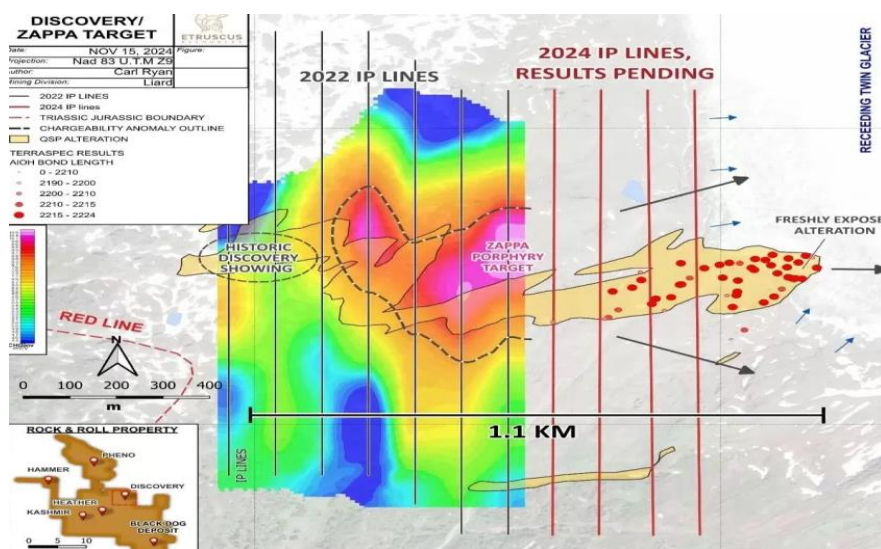 DISCOVERY/
ZAPPA TARGET
ETRUSCUS
RESOURCES
Date: NOV 15, 2024 Figure:
Projection: Nad 83 U.T.M Z9
Author: Carl Ryan
Mining Division: Liard
2022 IP LINES
2024 IP lines
TRIASSIC JURASSIC BOUNDARY
CHARGEABILITY ANOMALY OUTLINE
QSP ALTERATION
TERRASPEC RESULTS
AlOH BOND LENGTH
0 - 2210
2190 - 2200
2200 - 2210
2210 - 2215
2215 - 2224
2022 IP LINES
2024 IP LINES,
RESULTS PENDING
RECEEDING TWIN GLACIER
FRESHLY EXPOSED
ALTERATION
HISTORIC
DISCOVERY
SHOWING
ZAPPA
PORPHYRY
TARGET
RED LINE
N
0 100 200 300 400
m
1.1 KM
IP LINES
ROCK & ROLL PROPERTY
PHENO
HAMMER
DISCOVERY
HEATHER
KASHMIR
BLACK DOG
DEPOSIT
0 5 10